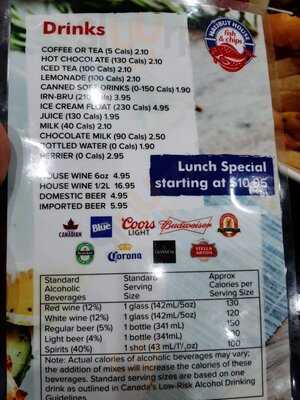 Drinks
HALIBUT HOUSE
fish & chips
COFFEE OR TEA (5 Cals) 2.10
HOT CHOCOLATE (130 Cals) 2.10
ICED TEA (100 Cals) 2.10
LEMONADE (100 Cals) 2.10
CANNED SOFT DRINKS (0-150 Cals) 1.90
IRN-BRU (210 Cals) 3.95
ICE CREAM FLOAT (230 Cals) 4.95
JUICE (130 Cals) 1.95
MILK (40 Cals) 2.10
CHOCOLATE MILK (90 Cals) 2.50
BOTTLED WATER (0 Cals) 1.90
PERRIER (0 Cals) 2.95
Lunch Special
starting at $10.95
HOUSE WINE 6oz 4.95
HOUSE WINE 1/2L 16.95
DOMESTIC BEER 4.95
IMPORTED BEER 5.95
CANADIAN
Blue
Coors
LIGHT
Budweiser
Heineken
Corona
GUINNESS
STELLA
ARTOIS
Standard Alcoholic Beverages
Standard Serving Size
Approx Calories per Serving Size
Red wine (12%) 1 glass (142mL/5oz) 130
White wine (12%) 1 glass (142mL/5oz) 120
Regular beer (5%) 1 bottle (341 mL) 150
Light beer (4%) 1 bottle (341mL) 100
Spirits (40%) 1 shot (43 mL/1½oz) 100
Note: Actual calories of alcoholic beverages may vary;
the addition of mixes will increase the calories of these
beverages. Standard serving sizes are based on one
drink as outlined in Canada's Low-Risk Alcohol Drinking
Guidelines